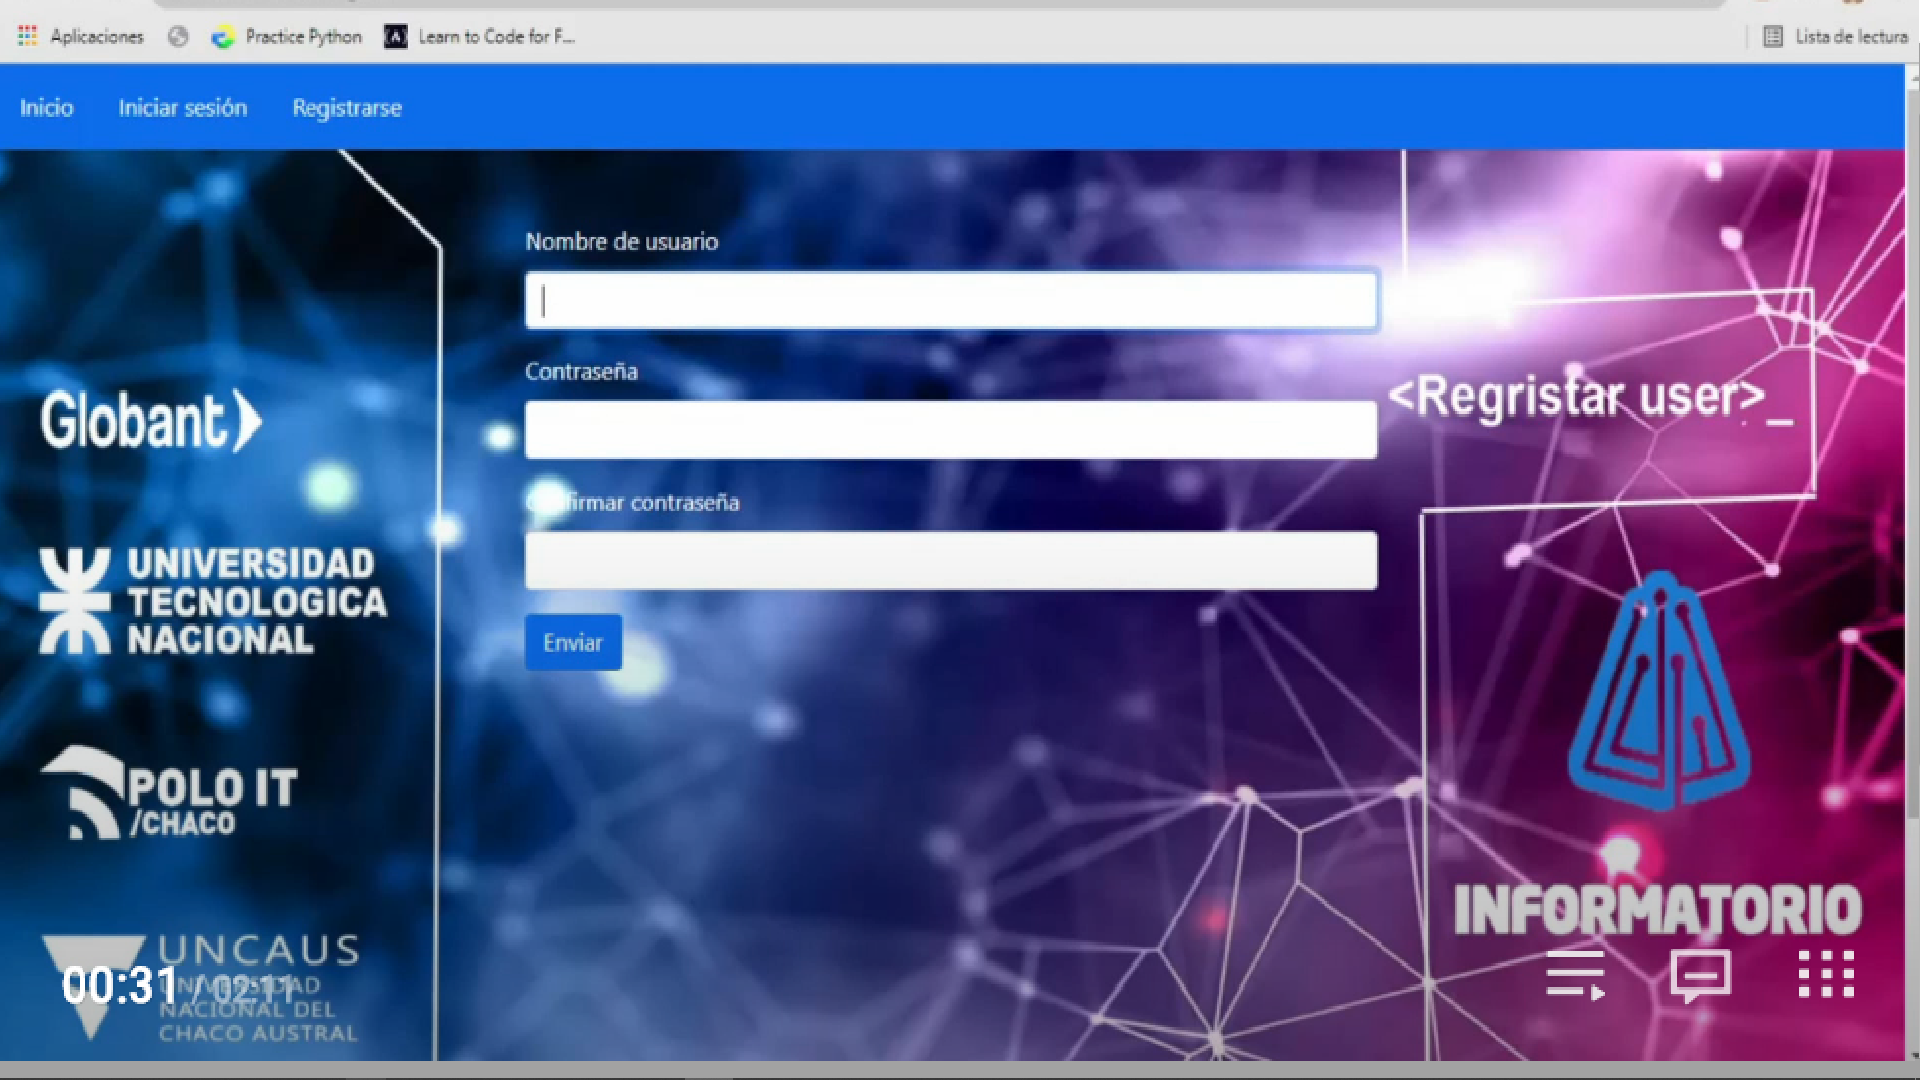 Aplicaciones
Practice Python
Learn to Code for F...
Lista de lectura
Inicio
Iniciar sesión
Registrarse
Nombre de usuario
Contraseña
<Regristar user>_
Globant
firmar contraseña
UNIVERSIDAD
TECNOLOGICA
NACIONAL
Enviar
POLO IT
/CHACO
INFORMATORIO
UNCAUS
UNIVERSIDAD
NACIONAL DEL
CHACO AUSTRAL
00:31 / 02:11